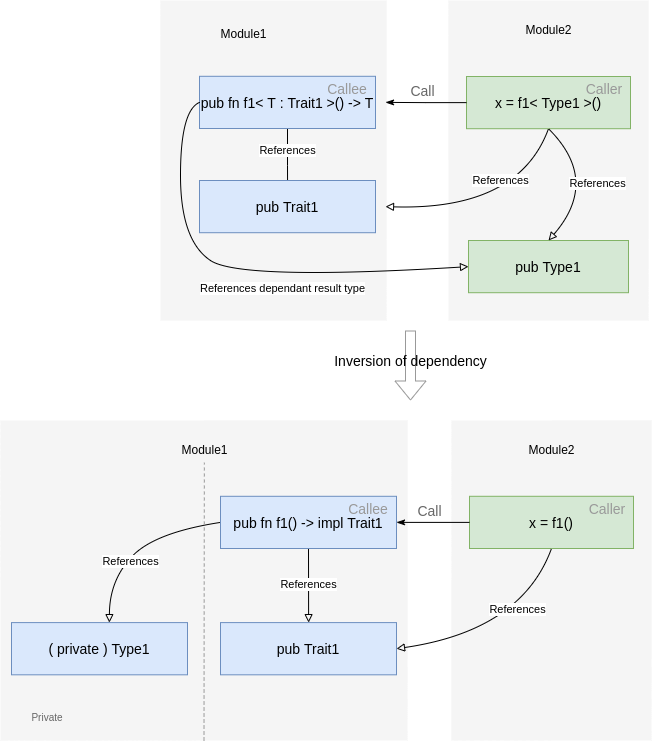 Module1
Module2
Callee
pub fn f1< T : Trait1 >() -> T
Call
Caller
x = f1< Type1 >()
References
References
References
pub Trait1
pub Type1
References dependant result type
Inversion of dependency
Module1
Module2
Callee
pub fn f1() -> impl Trait1
Call
Caller
x = f1()
References
References
References
( private ) Type1
pub Trait1
Private